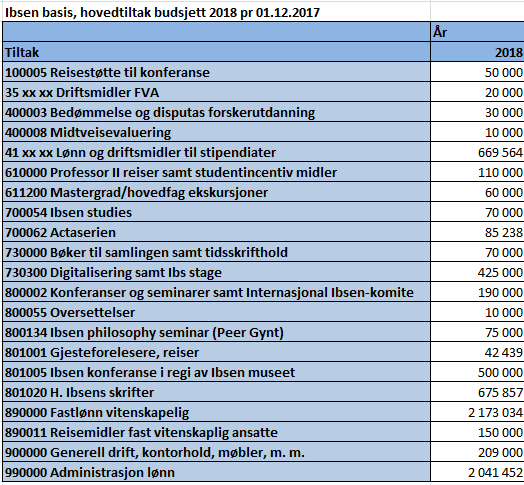 Ibsen basis, hovedtiltak budsjett 2018 pr 01.12.2017
År
Tiltak 2018
100005 Reisestøtte til konferanse 50 000
35 xx xx Driftsmidler FVA 20 000
400003 Bedømmelse og disputas forskerutdanning 30 000
400008 Midtveisevaluering 10 000
41 xx xx Lønn og driftsmidler til stipendiater 669 564
610000 Professor II reiser samt studentincentiv midler 110 000
611200 Mastergrad/hovedfag ekskursjoner 60 000
700054 Ibsen studies 70 000
700062 Actaserien 85 238
730000 Bøker til samlingen samt tidsskrifthold 70 000
730300 Digitalisering samt Ibs stage 425 000
800002 Konferanser og seminarer samt Internasjonal Ibsen-komite 190 000
800055 Oversettelser 10 000
800134 Ibsen philosophy seminar (Peer Gynt) 75 000
801001 Gjesteforelesere, reiser 42 439
801005 Ibsen konferanse i regi av Ibsen museet 500 000
801020 H. Ibsens skrifter 675 857
890000 Fastlønn vitenskapelig 2 173 034
890011 Reisemidler fast vitenskaplig ansatte 150 000
900000 Generell drift, kontorhold, møbler, m. m. 209 000
990000 Administrasjon lønn 2 041 452